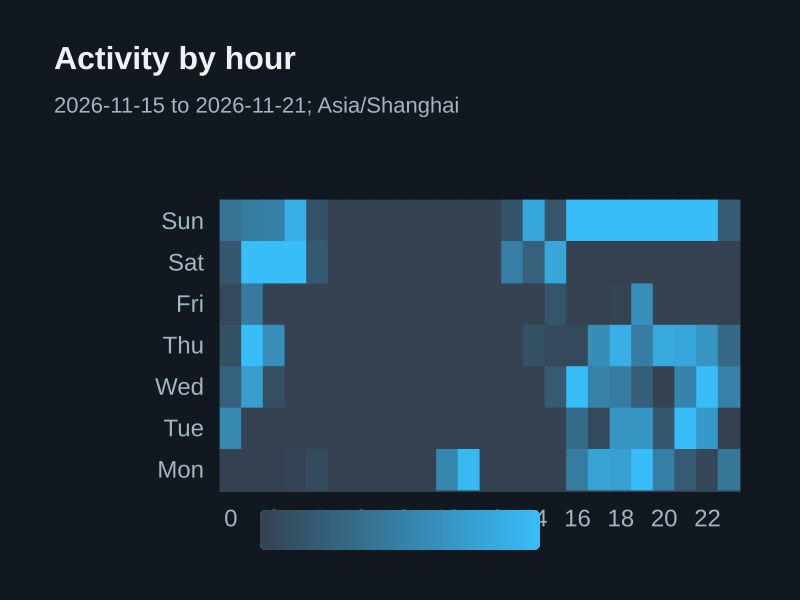 Activity by hour
2026-11-15 to 2026-11-21; Asia/Shanghai
Sun
Sat
Fri
Thu
Wed
Tue
Mon
0 16 18 20 22